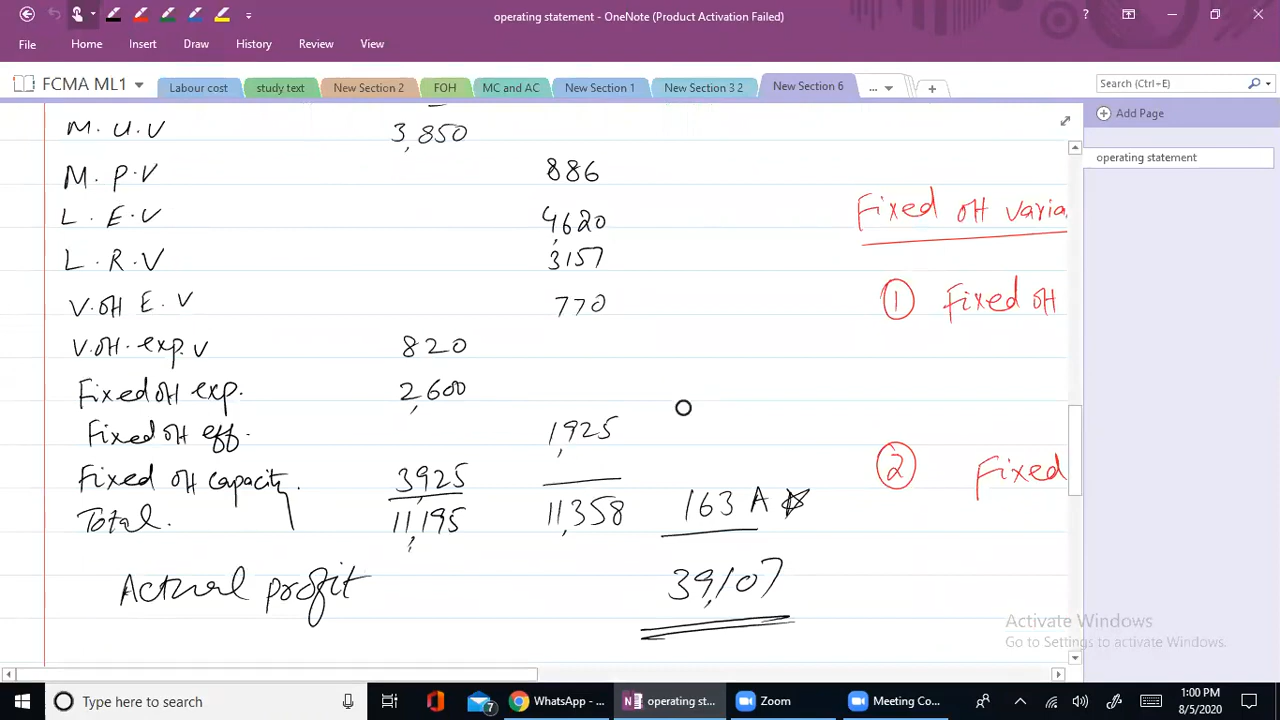 operating statement - OneNote (Product Activation Failed)
File Home Insert Draw History Review View
FCMA ML1 Labour cost study text New Section 2 FOH MC and AC New Section 1 New Section 3 2 New Section 6 ... Search (Ctrl+E)
Add Page
operating statement
M. U. V 3,850
M. P. V 886
L. E. V 4,620
L. R. V 3157
V.oH E. V 770
V.oH. exp. V 820
Fixed oH exp. 2,600
Fixed oH eff. 1,925
Fixed oH capacity. 3925
Total. 11,195 11,358 163 A
Actual profit 39,107
Fixed oH varia
① Fixed oH
② Fixed
Activate Windows
Go to Settings to activate Windows.
Type here to search
7
WhatsApp - ...
operating st...
Zoom
Meeting Co...
1:00 PM
8/5/2020